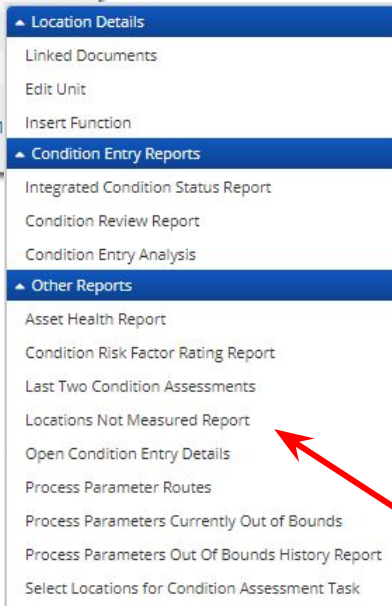 Location Details
Linked Documents
Edit Unit
Insert Function
Condition Entry Reports
Integrated Condition Status Report
Condition Review Report
Condition Entry Analysis
Other Reports
Asset Health Report
Condition Risk Factor Rating Report
Last Two Condition Assessments
Locations Not Measured Report
Open Condition Entry Details
Process Parameter Routes
Process Parameters Currently Out of Bounds
Process Parameters Out Of Bounds History Report
Select Locations for Condition Assessment Task